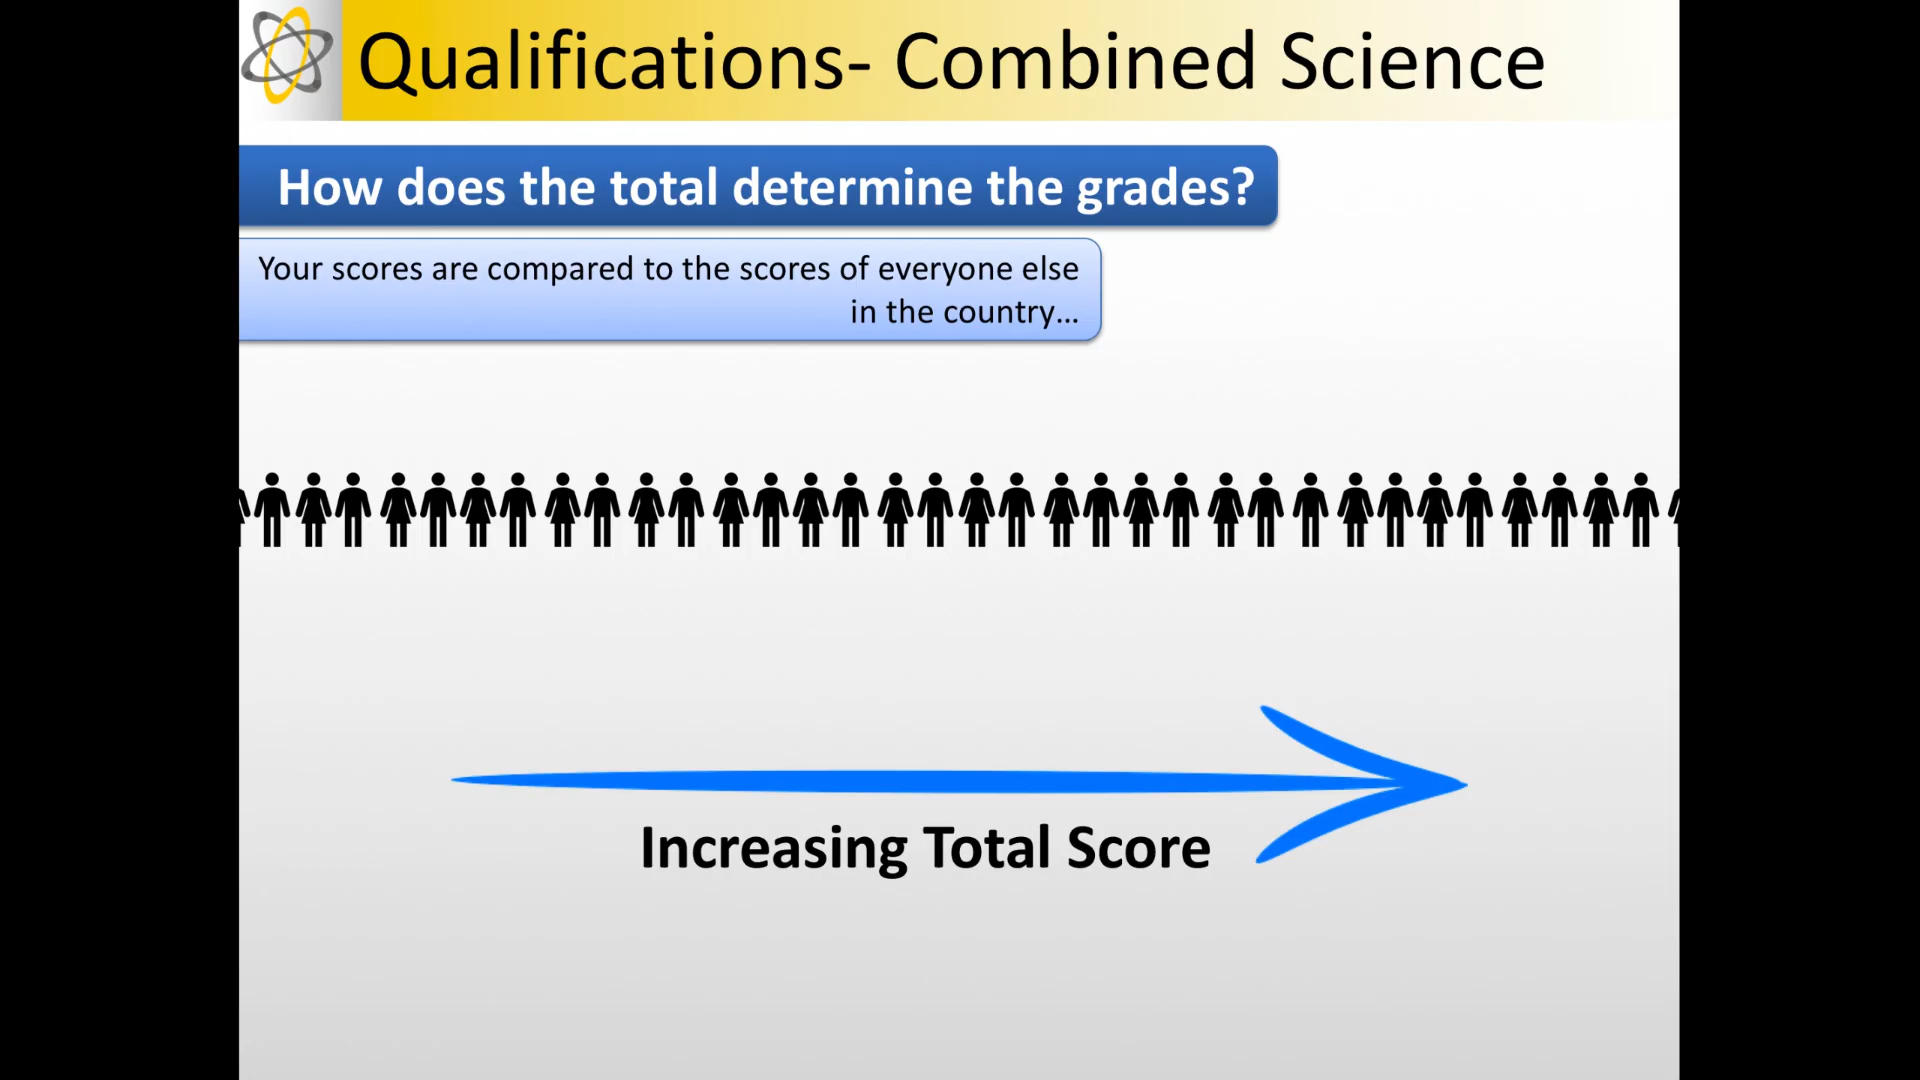 Qualifications- Combined Science
How does the total determine the grades?
Your scores are compared to the scores of everyone else
in the country...
Increasing Total Score